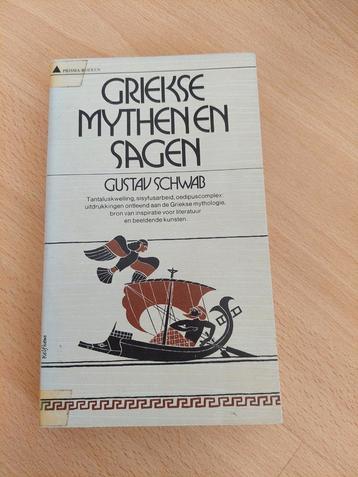 PRISMA-BOEKEN
GRIEKSE
MYTHEN EN
SAGEN
GUSTAV SCHWAB
Tantaluskwelling, sisyfusarbeid, oedipuscomplex:
uitdrukkingen ontleend aan de Griekse mythologie,
bron van inspiratie voor literatuur
en beeldende kunsten.